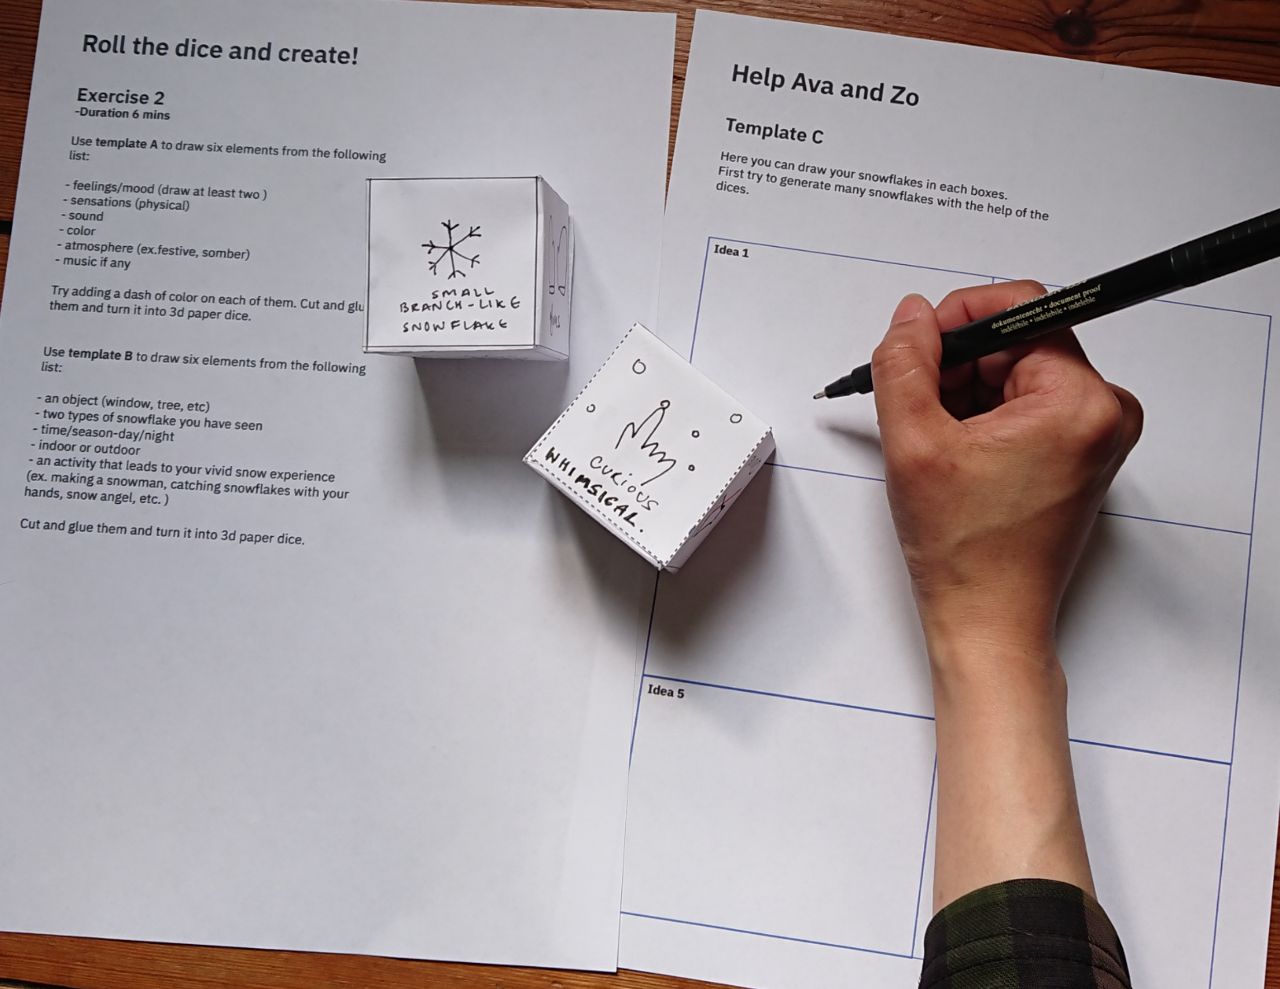 Roll the dice and create!
Exercise 2
-Duration 6 mins
Use template A to draw six elements from the following
list:
- feelings/mood (draw at least two )
- sensations (physical)
- sound
- color
- atmosphere (ex.festive, somber)
- music if any
Try adding a dash of color on each of them. Cut and glu
them and turn it into 3d paper dice.
Use template B to draw six elements from the following
list:
- an object (window, tree, etc)
- two types of snowflake you have seen
- time/season-day/night
- indoor or outdoor
- an activity that leads to your vivid snow experience
(ex. making a snowman, catching snowflakes with your
hands, snow angel, etc. )
Cut and glue them and turn it into 3d paper dice.
SMALL
BRANCH-LIKE
SNOWFLAKE
CURIOUS
WHIMSICAL.
Help Ava and Zo
Template C
Here you can draw your snowflakes in each boxes.
First try to generate many snowflakes with the help of the
dices.
Idea 1
Idea 5
dokumentenecht • document proof
indélébile • indeleble • indelebile